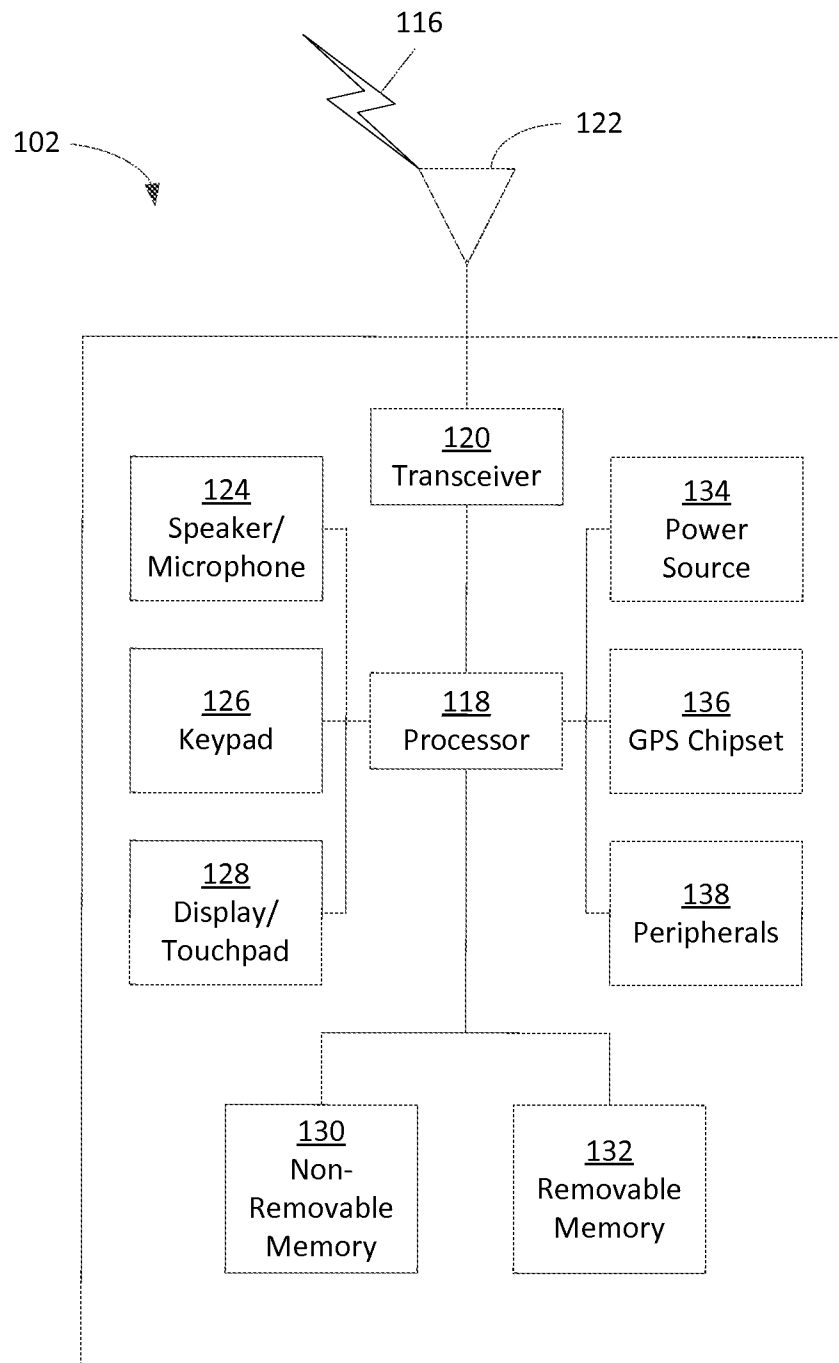 116
122
102
120
Transceiver
124
Speaker/
Microphone
134
Power
Source
126
Keypad
118
Processor
136
GPS Chipset
128
Display/
Touchpad
138
Peripherals
130
Non-
Removable
Memory
132
Removable
Memory